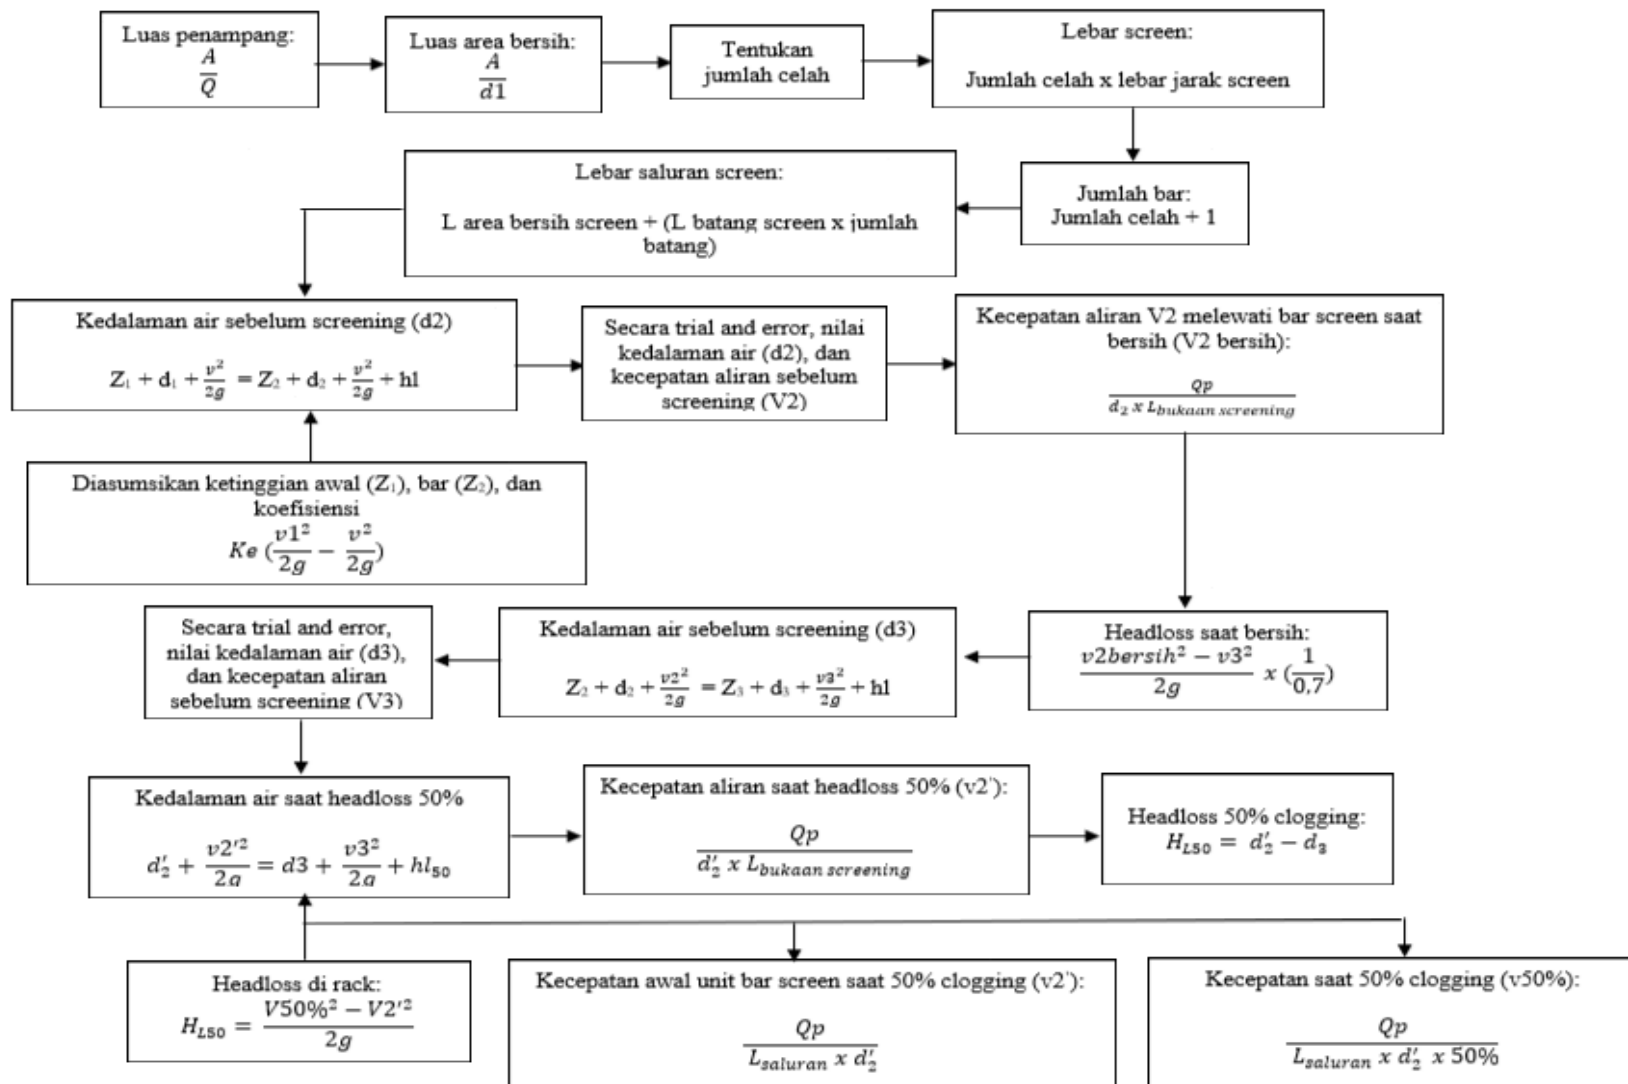 Luas penampang:
A
Q
Luas area bersih:
A
d1
Tentukan
jumlah celah
Lebar screen:
Jumlah celah x lebar jarak screen
Jumlah bar:
Jumlah celah + 1
Lebar saluran screen:
L area bersih screen + (L batang screen x jumlah
batang)
Kedalaman air sebelum screening (d2)
Z₁ + d₁ + v²/2g = Z₂ + d₂ + v²/2g + hl
Diasumsikan ketinggian awal (Z₁), bar (Z₂), dan
koefisiensi
Ke (v1²/2g − v²/2g)
Secara trial and error, nilai
kedalaman air (d2), dan
kecepatan aliran sebelum
screening (V2)
Kecepatan aliran V2 melewati bar screen saat
bersih (V2 bersih):
Qp
d₂ x L bukaan screening
Headloss saat bersih:
v2bersih² − v3²/2g x (1/0,7)
Kedalaman air sebelum screening (d3)
Z₂ + d₂ + v2²/2g = Z₃ + d₃ + v3²/2g + hl
Secara trial and error,
nilai kedalaman air (d3),
dan kecepatan aliran
sebelum screening (V3)
Kedalaman air saat headloss 50%
d′₂ + v2′²/2g = d3 + v3²/2g + hl₅₀
Kecepatan aliran saat headloss 50% (v2'):
Qp
d′₂ x L bukaan screening
Headloss 50% clogging:
H_L50 = d′₂ − d₃
Headloss di rack:
H_L50 = V50%² − V2′²/2g
Kecepatan awal unit bar screen saat 50% clogging (v2'):
Qp
L saluran x d′₂
Kecepatan saat 50% clogging (v50%):
Qp
L saluran x d′₂ x 50%